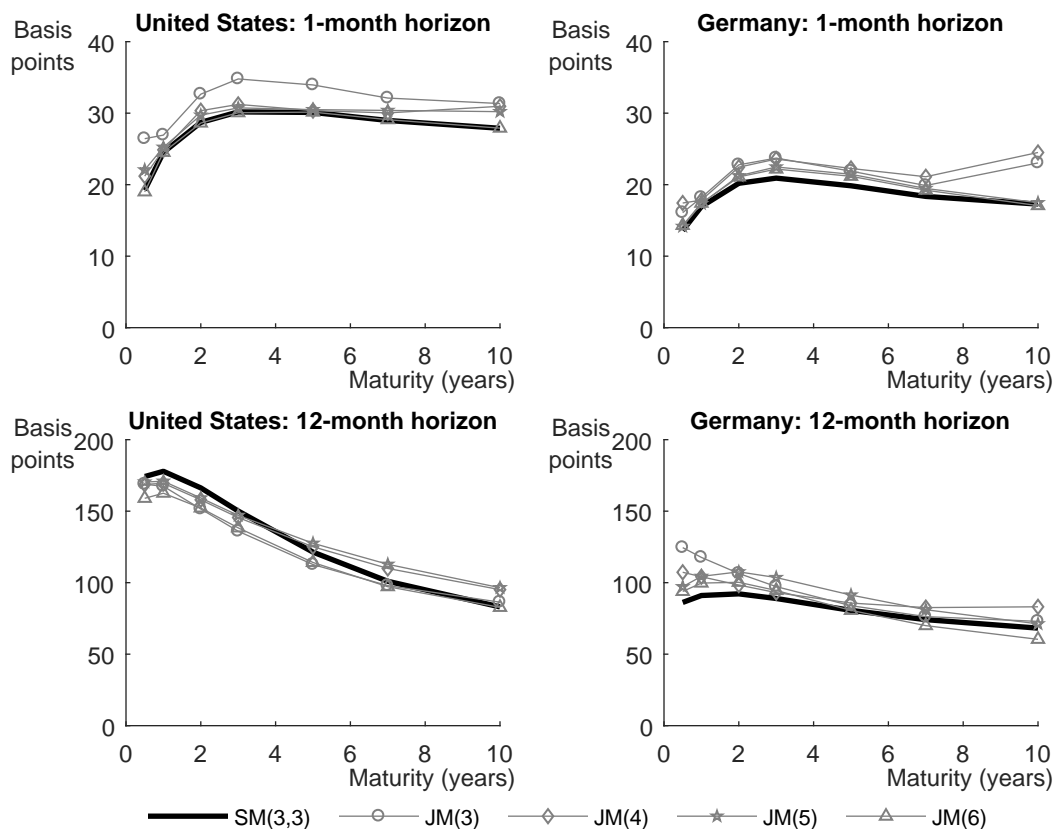 United States: 1-month horizon
Basis
points
40
30
20
10
0
0 2 4 6 8 10
Maturity (years)
Germany: 1-month horizon
Basis
points
40
30
20
10
0
0 2 4 6 8 10
Maturity (years)
United States: 12-month horizon
Basis
points
200
150
100
50
0
0 2 4 6 8 10
Maturity (years)
Germany: 12-month horizon
Basis
points
200
150
100
50
0
0 2 4 6 8 10
Maturity (years)
SM(3,3) JM(3) JM(4) JM(5) JM(6)